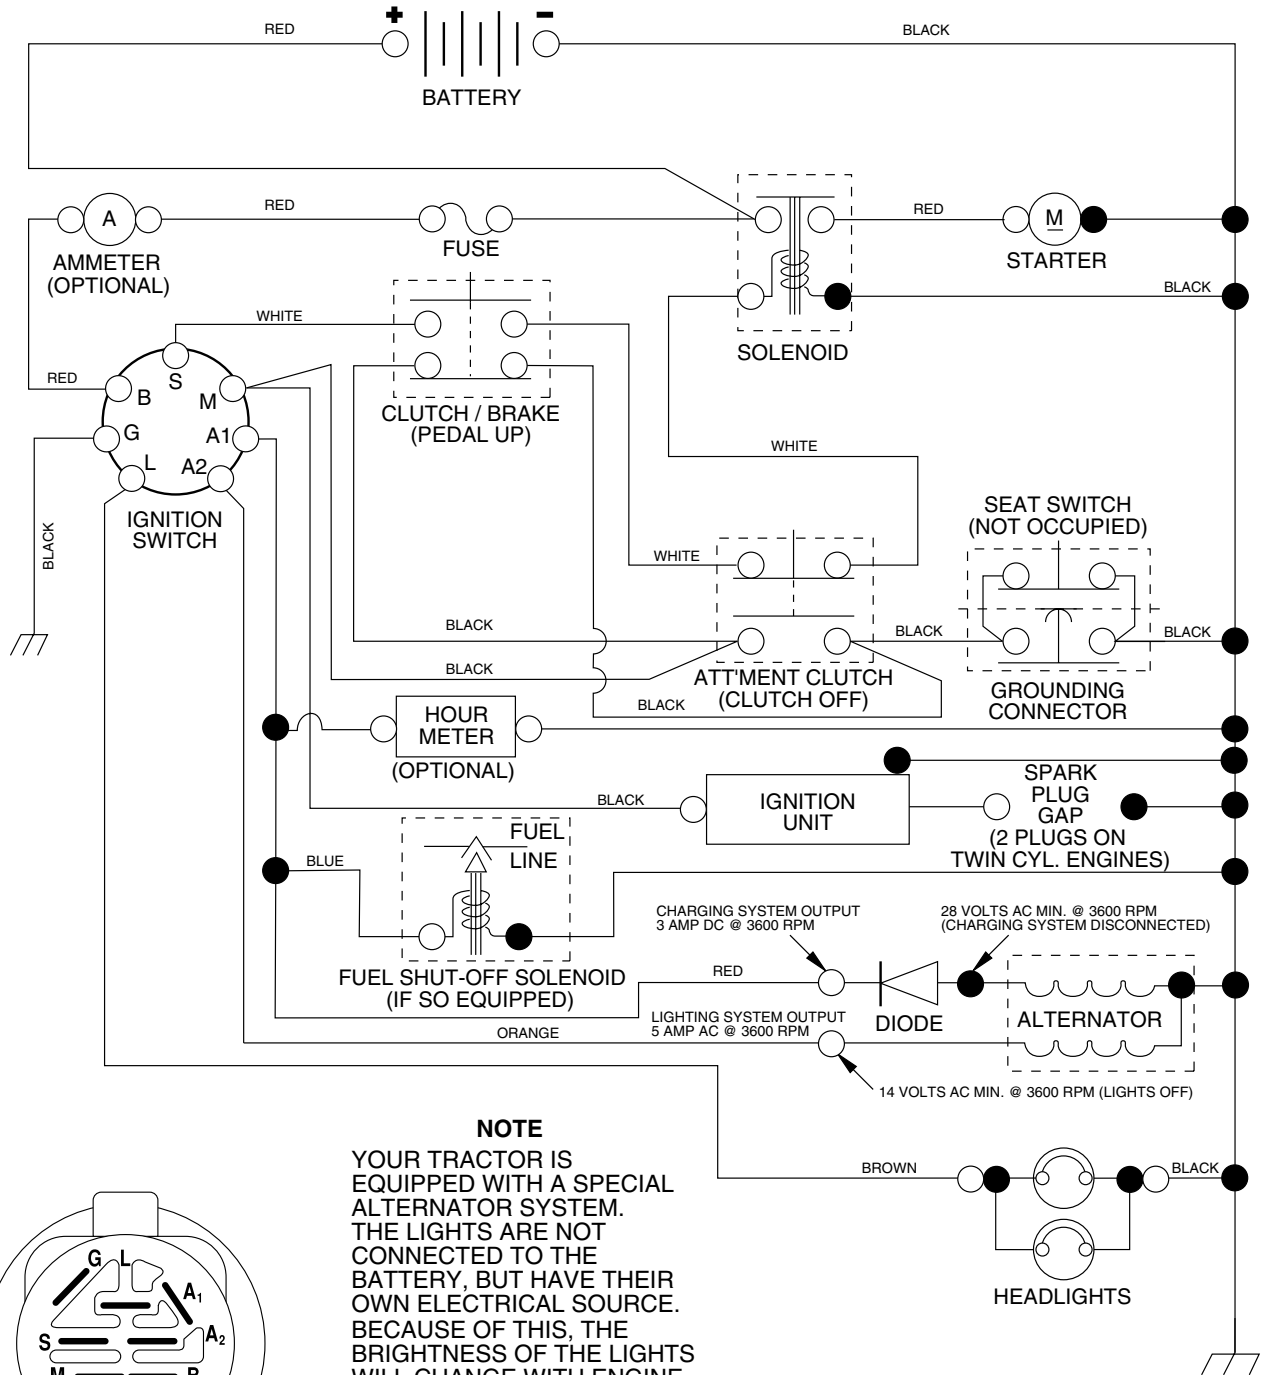 +
-
RED
BLACK
BATTERY
A
RED
RED
M
FUSE
STARTER
AMMETER
(OPTIONAL)
BLACK
WHITE
SOLENOID
RED
S
B
M
CLUTCH / BRAKE
(PEDAL UP)
G
A1
WHITE
L
A2
IGNITION
SWITCH
SEAT SWITCH
(NOT OCCUPIED)
BLACK
WHITE
BLACK
BLACK
BLACK
BLACK
ATT'MENT CLUTCH
(CLUTCH OFF)
BLACK
GROUNDING
CONNECTOR
HOUR
METER
(OPTIONAL)
SPARK
PLUG
GAP
(2 PLUGS ON
TWIN CYL. ENGINES)
BLACK
IGNITION
UNIT
FUEL
LINE
BLUE
CHARGING SYSTEM OUTPUT
3 AMP DC @ 3600 RPM
28 VOLTS AC MIN. @ 3600 RPM
(CHARGING SYSTEM DISCONNECTED)
FUEL SHUT-OFF SOLENOID
(IF SO EQUIPPED)
RED
LIGHTING SYSTEM OUTPUT
5 AMP AC @ 3600 RPM
DIODE
ALTERNATOR
ORANGE
14 VOLTS AC MIN. @ 3600 RPM (LIGHTS OFF)
NOTE
YOUR TRACTOR IS
EQUIPPED WITH A SPECIAL
ALTERNATOR SYSTEM.
THE LIGHTS ARE NOT
CONNECTED TO THE
BATTERY, BUT HAVE THEIR
OWN ELECTRICAL SOURCE.
BECAUSE OF THIS, THE
BRIGHTNESS OF THE LIGHTS
WILL CHANGE WITH ENGINE
BROWN
BLACK
HEADLIGHTS
G
L
A1
S
A2
M
B